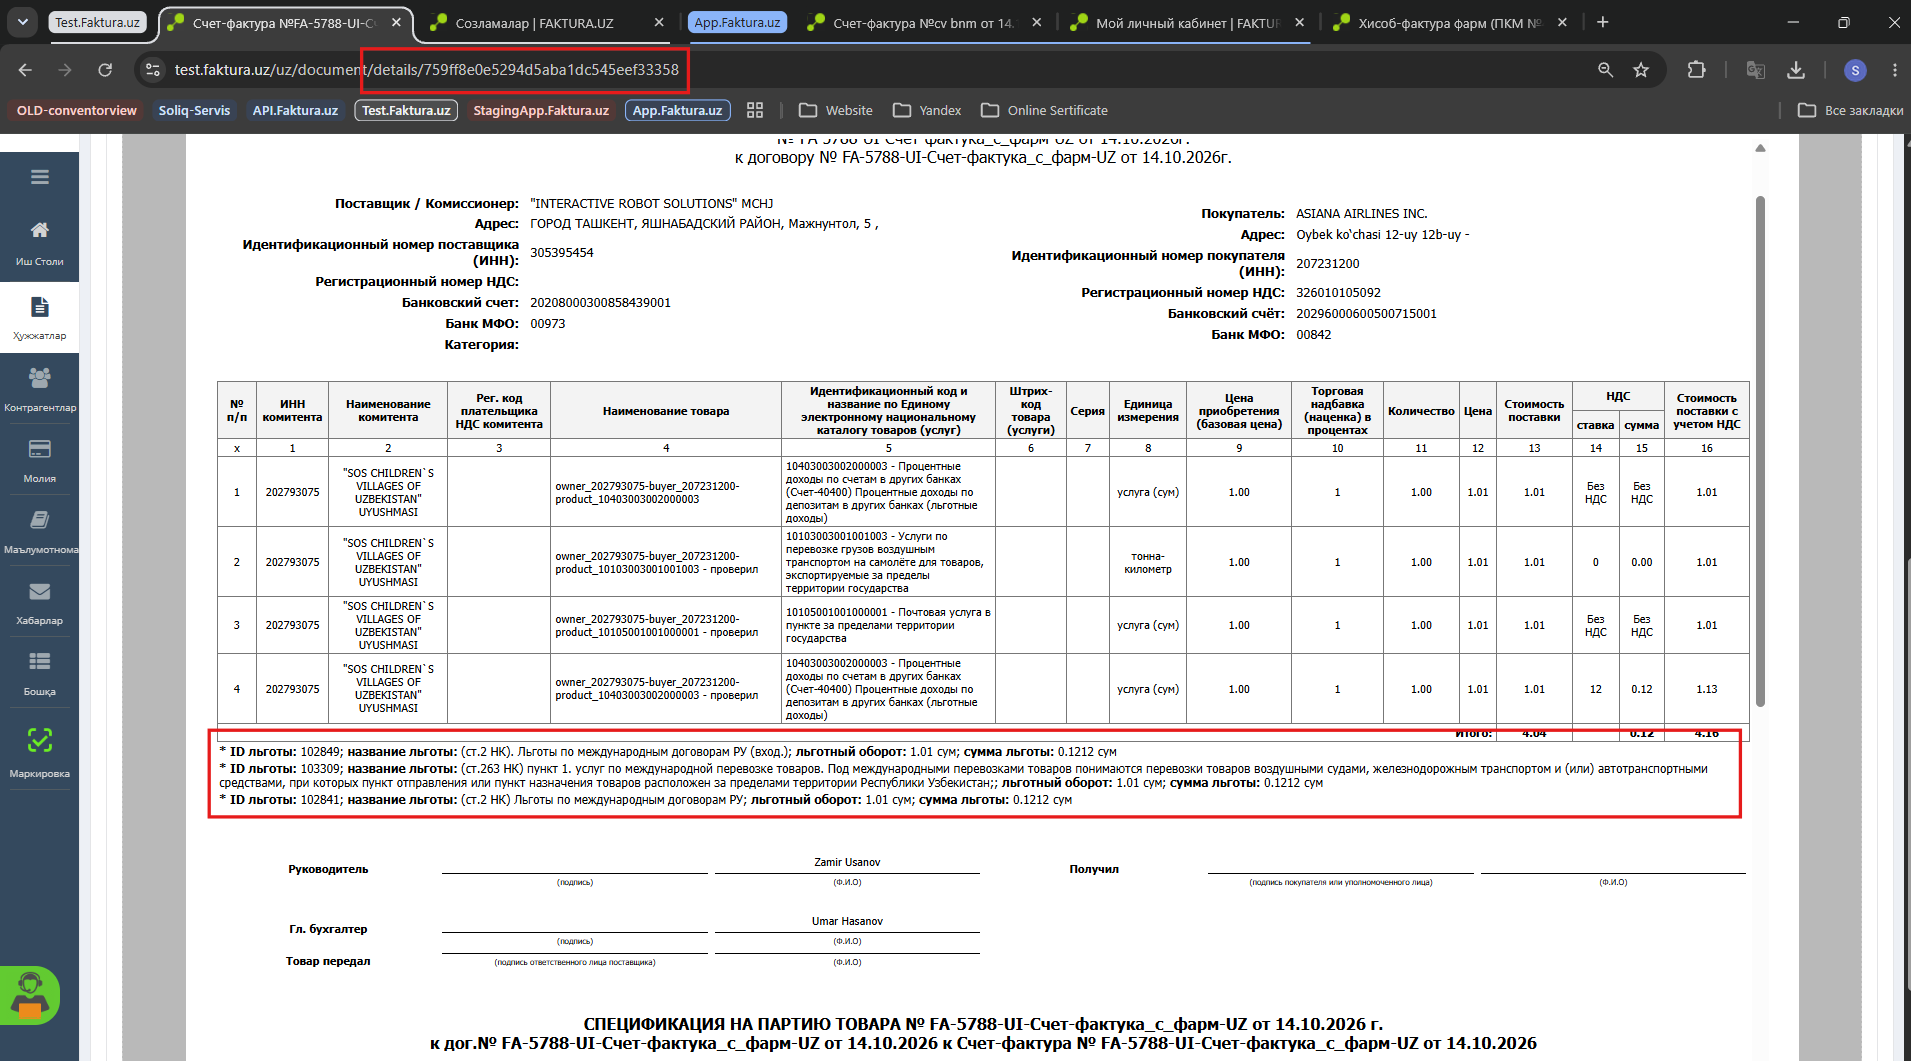 Test.Faktura.uz
Счет-фактура №FA-5788-UI-Сч
Созламалар | FAKTURA.UZ
App.Faktura.uz
Счет-фактура №cv bnm от 14.
Мой личный кабинет | FAKTUR
Хисоб-фактура фарм (ПКМ №
test.faktura.uz/uz/document/details/759ff8e0e5294d5aba1dc545eef33358
S
OLD-conventorview
Soliq-Servis
API.Faktura.uz
Test.Faktura.uz
StagingApp.Faktura.uz
App.Faktura.uz
Website
Yandex
Online Sertificate
Все закладки
Иш Столи
Ҳужжатлар
Контрагентлар
Молия
Маълумотнома
Хабарлар
Бошқа
Маркировка
№ FA-5788-UI-Счет-фактука_с_фарм-UZ от 14.10.2026г.
к договору № FA-5788-UI-Счет-фактука_с_фарм-UZ от 14.10.2026г.
Поставщик / Комиссионер: "INTERACTIVE ROBOT SOLUTIONS" MCHJ
Адрес: ГОРОД ТАШКЕНТ, ЯШНАБАДСКИЙ РАЙОН, Мажнунтол, 5 ,
Идентификационный номер поставщика
(ИНН): 305395454
Регистрационный номер НДС:
Банковский счет: 20208000300858439001
Банк МФО: 00973
Категория:
Покупатель: ASIANA AIRLINES INC.
Адрес: Oybek ko'chasi 12-uy 12b-uy -
Идентификационный номер покупателя
(ИНН): 207231200
Регистрационный номер НДС: 326010105092
Банковский счёт: 20296000600500715001
Банк МФО: 00842
№
п/п
ИНН
комитента
Наименование
комитента
Рег. код
плательщика
НДС комитента
Наименование товара
Идентификационный код и
название по Единому
электронному национальному
каталогу товаров (услуг)
Штрих-
код
товара
(услуги)
Серия
Единица
измерения
Цена
приобретения
(базовая цена)
Торговая
надбавка
(наценка) в
процентах
Количество
Цена
Стоимость
поставки
НДС
ставка
сумма
Стоимость
поставки с
учетом НДС
x 1 2 3 4 5 6 7 8 9 10 11 12 13 14 15 16
1
202793075
"SOS CHILDREN`S
VILLAGES OF
UZBEKISTAN"
UYUSHMASI
owner_202793075-buyer_207231200-
product_10403003002000003
10403003002000003 - Процентные
доходы по счетам в других банках
(Счет-40400) Процентные доходы по
депозитам в других банках (льготные
доходы)
услуга (сум)
1.00
1
1.00
1.01
1.01
Без
НДС
Без
НДС
1.01
2
202793075
"SOS CHILDREN`S
VILLAGES OF
UZBEKISTAN"
UYUSHMASI
owner_202793075-buyer_207231200-
product_10103003001001003 - проверил
10103003001001003 - Услуги по
перевозке грузов воздушным
транспортом на самолёте для товаров,
экспортируемые за пределы
территории государства
тонна-
километр
1.00
1
1.00
1.01
1.01
0
0.00
1.01
3
202793075
"SOS CHILDREN`S
VILLAGES OF
UZBEKISTAN"
UYUSHMASI
owner_202793075-buyer_207231200-
product_10105001001000001 - проверил
10105001001000001 - Почтовая услуга в
пункте за пределами территории
государства
услуга (сум)
1.00
1
1.00
1.01
1.01
Без
НДС
Без
НДС
1.01
4
202793075
"SOS CHILDREN`S
VILLAGES OF
UZBEKISTAN"
UYUSHMASI
owner_202793075-buyer_207231200-
product_10403003002000003 - проверил
10403003002000003 - Процентные
доходы по счетам в других банках
(Счет-40400) Процентные доходы по
депозитам в других банках (льготные
доходы)
услуга (сум)
1.00
1
1.00
1.01
1.01
12
0.12
1.13
Итого: 4.04 0.12 4.16
* ID льготы: 102849; название льготы: (ст.2 НК). Льготы по международным договорам РУ (вход.); льготный оборот: 1.01 сум; сумма льготы: 0.1212 сум
* ID льготы: 103309; название льготы: (ст.263 НК) пункт 1. услуг по международной перевозке товаров. Под международными перевозками товаров понимаются перевозки товаров воздушными судами, железнодорожным транспортом и (или) автотранспортными
средствами, при которых пункт отправления или пункт назначения товаров расположен за пределами территории Республики Узбекистан;; льготный оборот: 1.01 сум; сумма льготы: 0.1212 сум
* ID льготы: 102841; название льготы: (ст.2 НК) Льготы по международным договорам РУ; льготный оборот: 1.01 сум; сумма льготы: 0.1212 сум
Руководитель
Zamir Usanov
(подпись)
(Ф.И.О)
Получил
(подпись покупателя или уполномоченного лица)
(Ф.И.О)
Гл. бухгалтер
Umar Hasanov
(подпись)
(Ф.И.О)
Товар передал
(подпись ответственного лица поставщика)
(Ф.И.О)
СПЕЦИФИКАЦИЯ НА ПАРТИЮ ТОВАРА № FA-5788-UI-Счет-фактука_с_фарм-UZ от 14.10.2026 г.
к дог.№ FA-5788-UI-Счет-фактука_с_фарм-UZ от 14.10.2026 к Счет-фактура № FA-5788-UI-Счет-фактука_с_фарм-UZ от 14.10.2026